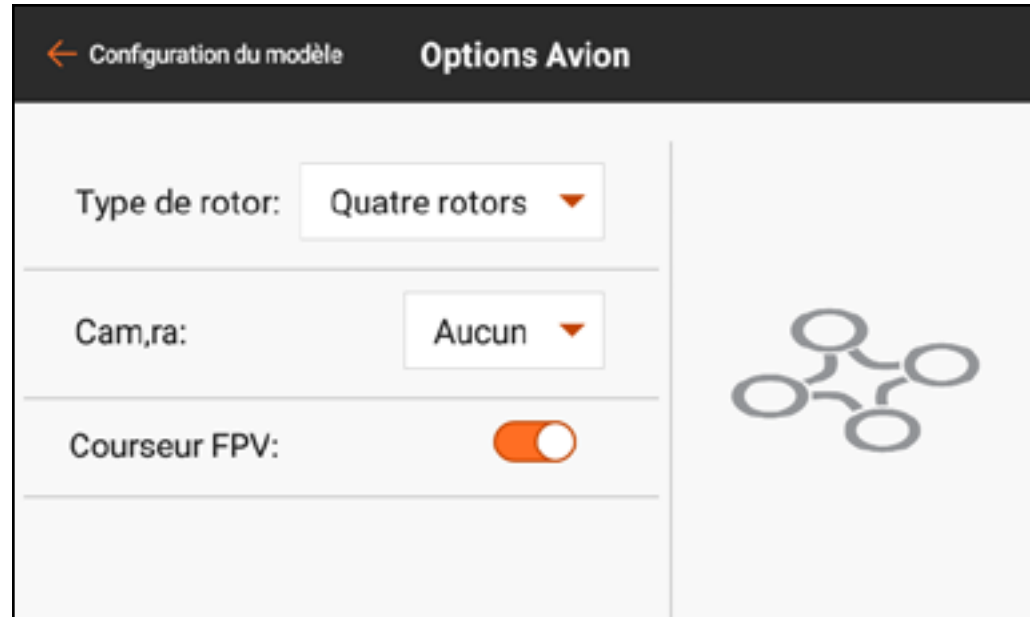 Configuration du modèle Options Avion
Type de rotor: Quatre rotors
Cam,ra: Aucun
Courseur FPV: